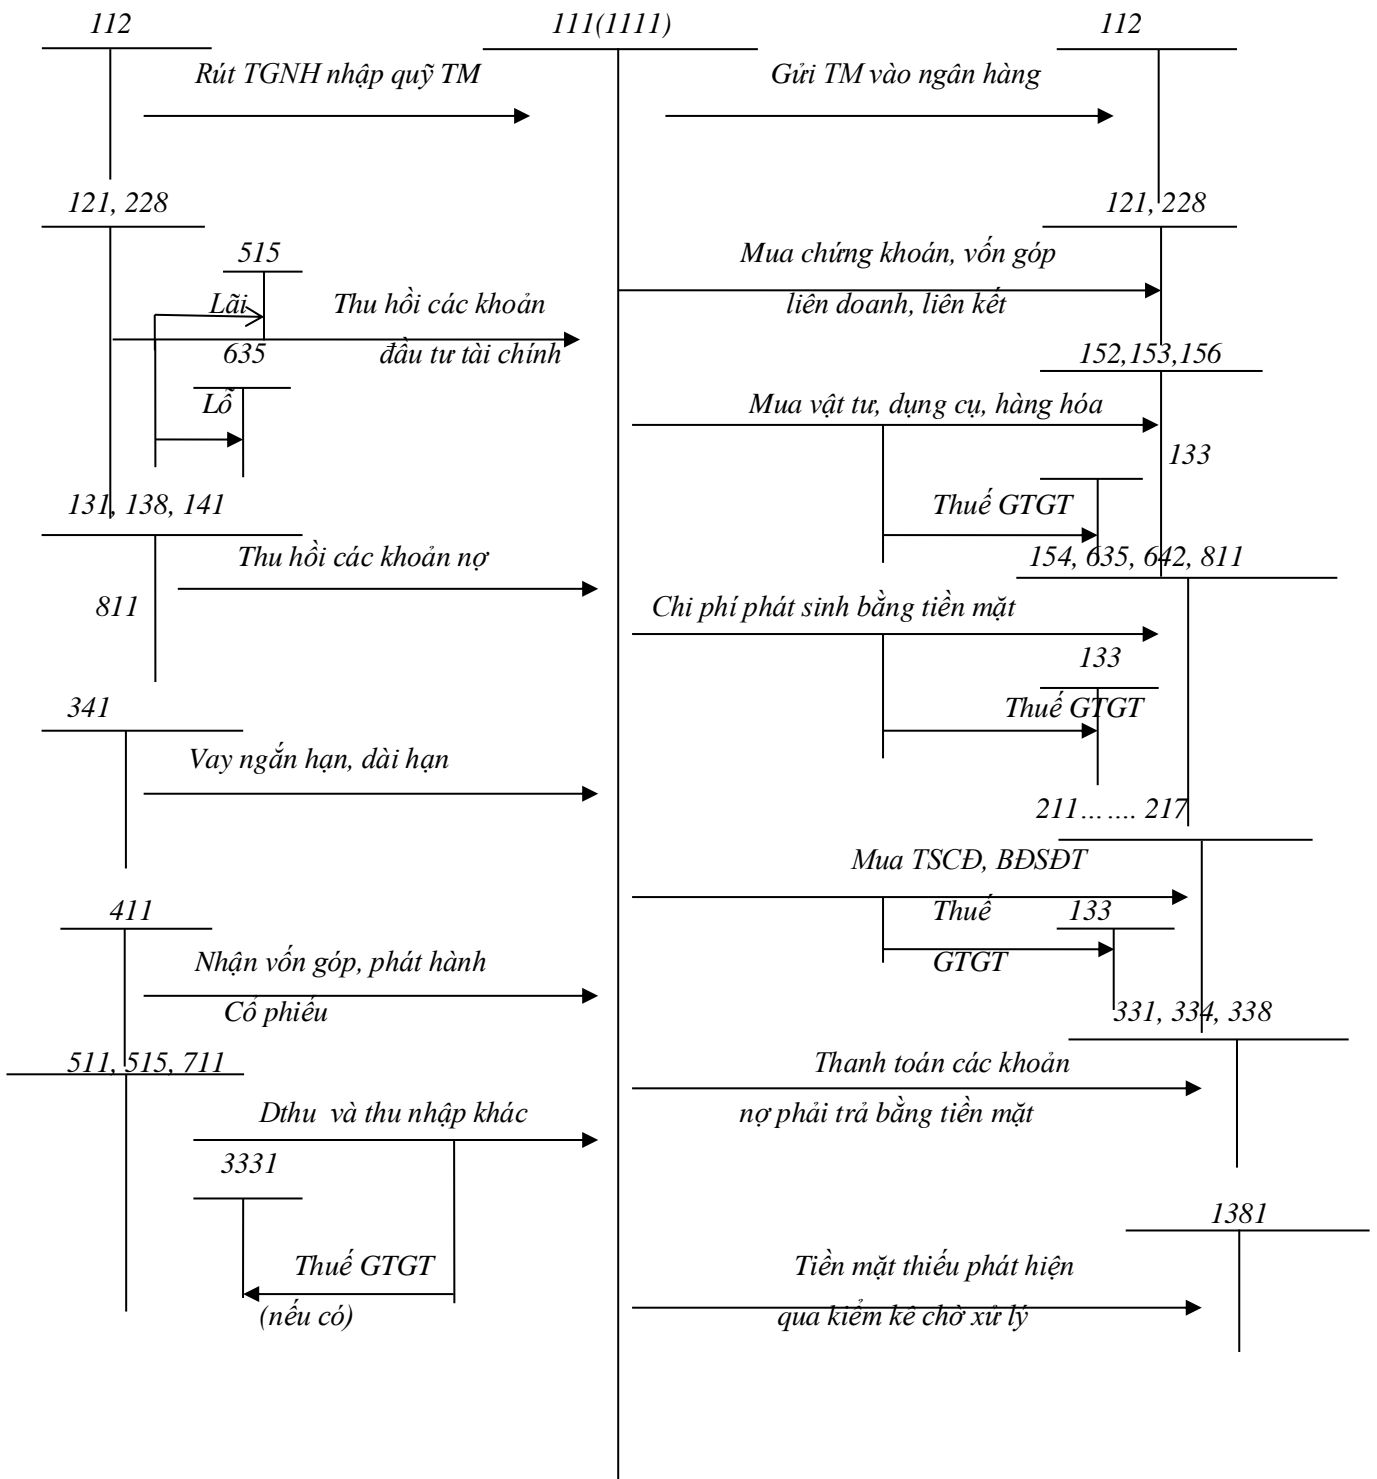 112
111(1111)
112
Rút TGNH nhập quỹ TM
Gửi TM vào ngân hàng
121, 228
121, 228
515
Mua chứng khoán, vốn góp
Lãi
Thu hồi các khoản
liên doanh, liên kết
635
đầu tư tài chính
152,153,156
Lỗ
Mua vật tư, dụng cụ, hàng hóa
133
131, 138, 141
Thuế GTGT
Thu hồi các khoản nợ
154, 635, 642, 811
811
Chi phí phát sinh bằng tiền mặt
133
341
Thuế GTGT
Vay ngắn hạn, dài hạn
211…….. 217
Mua TSCĐ, BĐSĐT
411
Thuế
133
Nhận vốn góp, phát hành
GTGT
Cổ phiếu
331, 334, 338
511, 515, 711
Thanh toán các khoản
Dthu và thu nhập khác
nợ phải trả bằng tiền mặt
3331
1381
Thuế GTGT
Tiền mặt thiếu phát hiện
(nếu có)
qua kiểm kê chờ xử lý